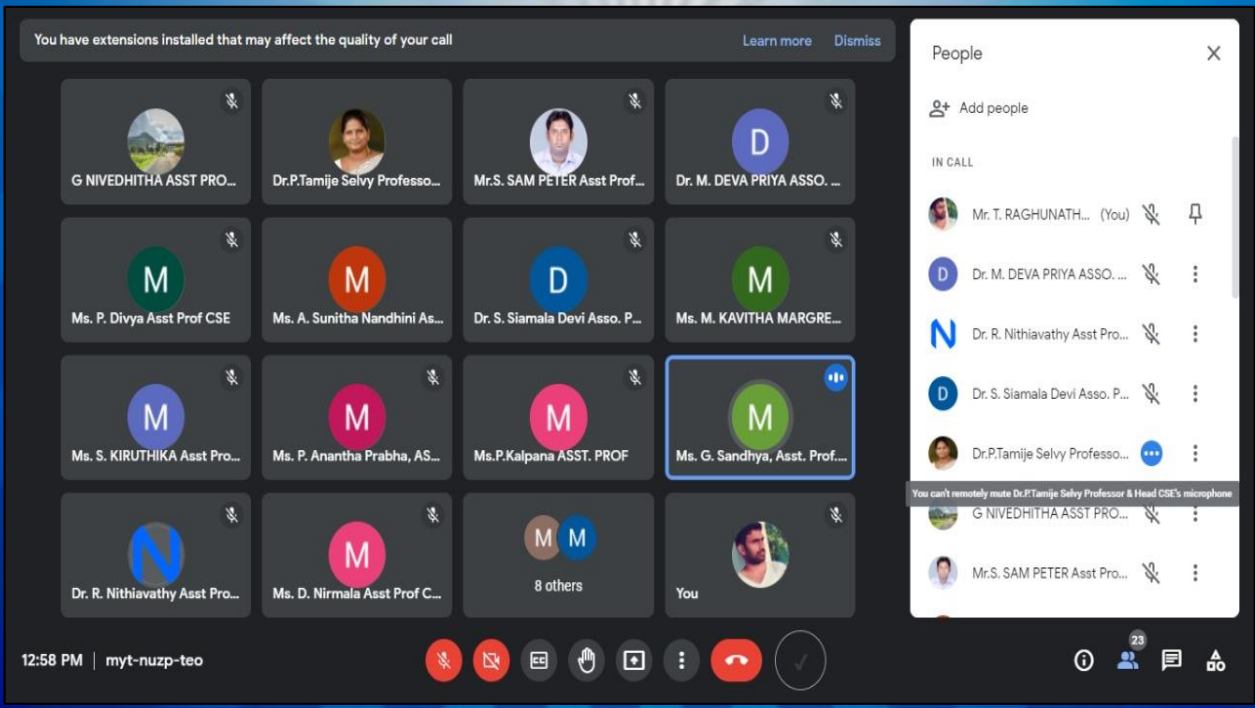 You have extensions installed that may affect the quality of your call
Learn more Dismiss
G NIVEDHITHA ASST PRO...
Dr.P.Tamije Selvy Professo...
Mr.S. SAM PETER Asst Prof...
D
Dr. M. DEVA PRIYA ASSO. ...
M
Ms. P. Divya Asst Prof CSE
M
Ms. A. Sunitha Nandhini As...
D
Dr. S. Siamala Devi Asso. P...
M
Ms. M. KAVITHA MARGRE...
M
Ms. S. KIRUTHIKA Asst Pro...
M
Ms. P. Anantha Prabha, AS...
M
Ms.P.Kalpana ASST. PROF
M
Ms. G. Sandhya, Asst. Prof....
N
Dr. R. Nithiavathy Asst Pro...
M
Ms. D. Nirmala Asst Prof C...
M M
8 others
You
12:58 PM | myt-nuzp-teo
CC
23
People
Add people
IN CALL
Mr. T. RAGHUNATH... (You)
D Dr. M. DEVA PRIYA ASSO. ...
N Dr. R. Nithiavathy Asst Pro...
D Dr. S. Siamala Devi Asso. P...
Dr.P.Tamije Selvy Professo...
You can't remotely mute Dr.P.Tamije Selvy Professor & Head CSE's microphone
G NIVEDHITHA ASST PRO...
Mr.S. SAM PETER Asst Pro...